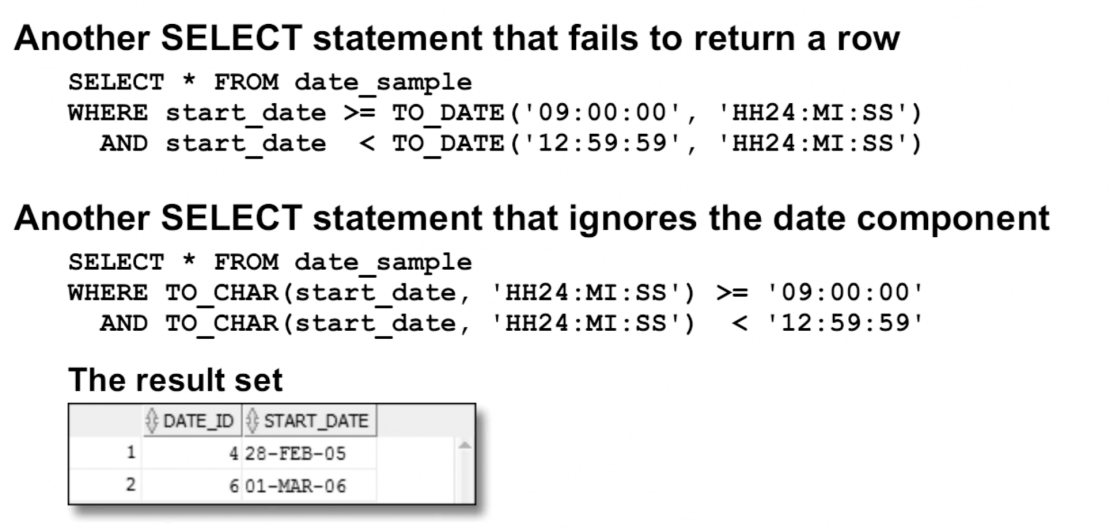 Another SELECT statement that fails to return a row
SELECT * FROM date_sample
WHERE start_date >= TO_DATE('09:00:00', 'HH24:MI:SS')
AND start_date < TO_DATE('12:59:59', 'HH24:MI:SS')
Another SELECT statement that ignores the date component
SELECT * FROM date_sample
WHERE TO_CHAR(start_date, 'HH24:MI:SS') >= '09:00:00'
AND TO_CHAR(start_date, 'HH24:MI:SS') < '12:59:59'
The result set
DATE_ID START_DATE
1 4 28-FEB-05
2 6 01-MAR-06